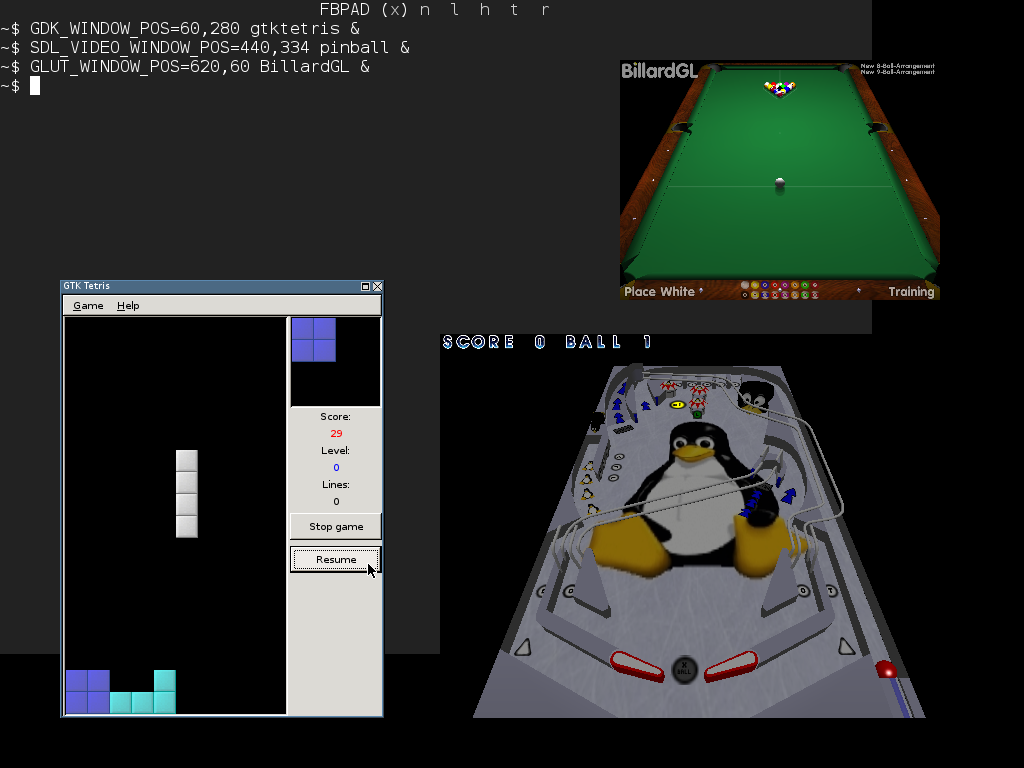 FBPAD (x) n l h t r
~$ GDK_WINDOW_POS=60,280 gtktetris &
~$ SDL_VIDEO_WINDOW_POS=440,334 pinball &
~$ GLUT_WINDOW_POS=620,60 BillardGL &
~$
BillardGL
New 8-Ball-Arrangement
New 9-Ball-Arrangement
Place White
Training
GTK Tetris
Game Help
Score:
29
Level:
0
Lines:
0
Stop game
Resume
SCORE 0 BALL 1
X
BALL